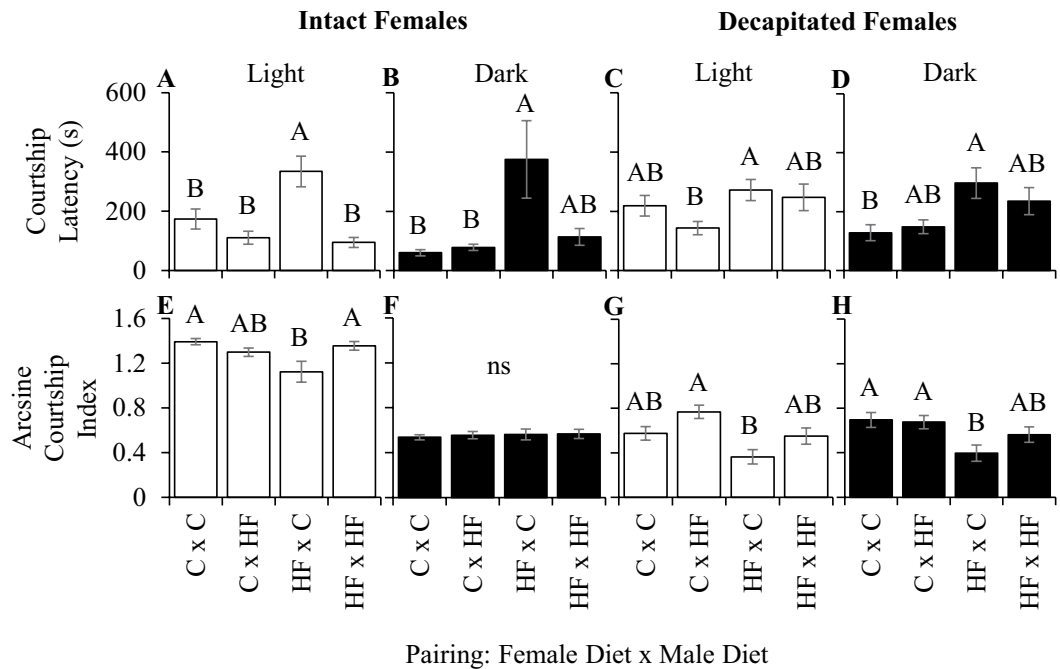 Intact Females
Decapitated Females
A
Light
B
Dark
C
Light
D
Dark
Courtship
Latency (s)
600
400
200
0
B
B
A
B
B
B
A
AB
AB
B
A
AB
B
AB
A
AB
E
F
G
H
Arcsine
Courtship
Index
1.6
1.2
0.8
0.4
0
A
AB
B
A
ns
AB
A
B
AB
A
A
B
AB
C x C
C x HF
HF x C
HF x HF
C x C
C x HF
HF x C
HF x HF
C x C
C x HF
HF x C
HF x HF
C x C
C x HF
HF x C
HF x HF
Pairing: Female Diet x Male Diet